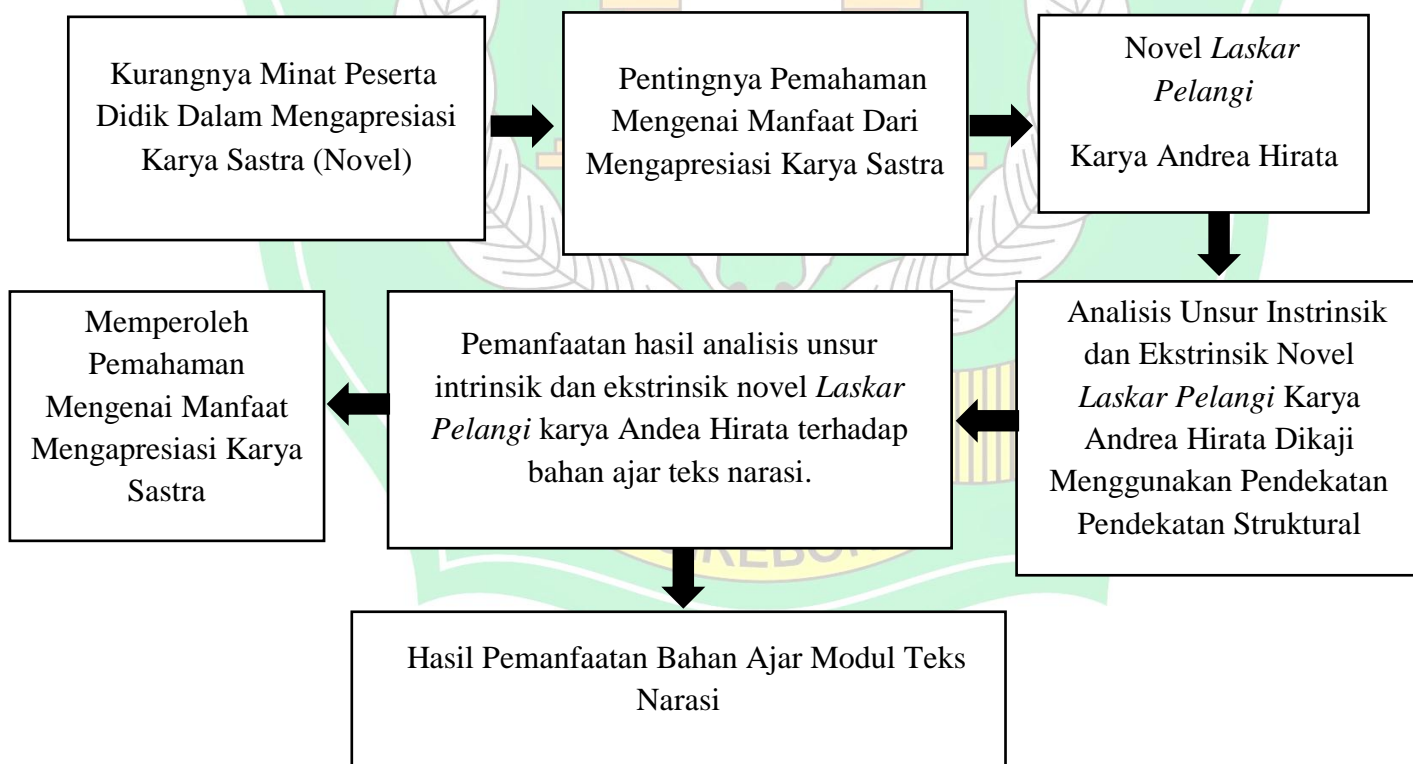 Kurangnya Minat Peserta
Didik Dalam Mengapresiasi
Karya Sastra (Novel)
Pentingnya Pemahaman
Mengenai Manfaat Dari
Mengapresiasi Karya Sastra
Novel Laskar
Pelangi
Karya Andrea Hirata
Analisis Unsur Instrinsik
dan Ekstrinsik Novel
Laskar Pelangi Karya
Andrea Hirata Dikaji
Menggunakan Pendekatan
Pendekatan Struktural
Pemanfaatan hasil analisis unsur
intrinsik dan ekstrinsik novel Laskar
Pelangi karya Andea Hirata terhadap
bahan ajar teks narasi.
Memperoleh
Pemahaman
Mengenai Manfaat
Mengapresiasi Karya
Sastra
Hasil Pemanfaatan Bahan Ajar Modul Teks
Narasi